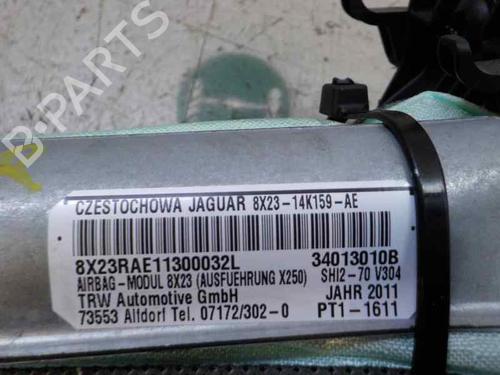 B-PARTS
CZESTOCHOWA JAGUAR 8X23-14K159-AE
8X23RAE11300032L 34013010B
AIRBAG-MODUL 8X23 (AUSFUEHRUNG X250) SHI2-70 V304
TRW Automotive GmbH JAHR 2011
73553 Alfdorf Tel. 07172/302-0 PT1-1611